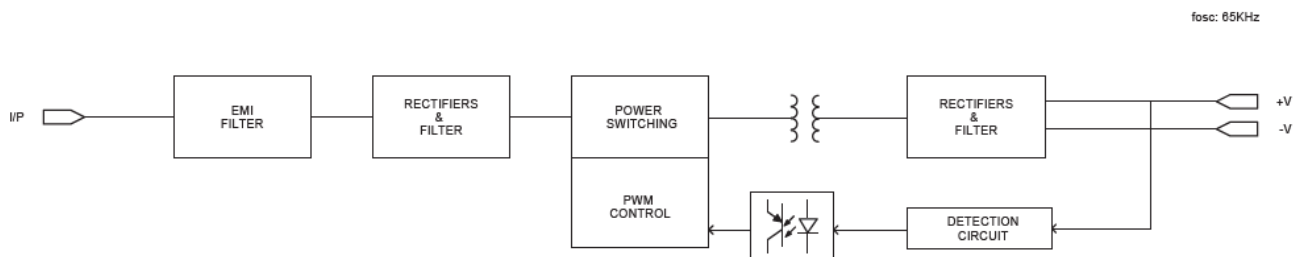 fosc: 65KHz
I/P
EMI
FILTER
RECTIFIERS
&
FILTER
POWER
SWITCHING
RECTIFIERS
&
FILTER
+V
-V
PWM
CONTROL
DETECTION
CIRCUIT